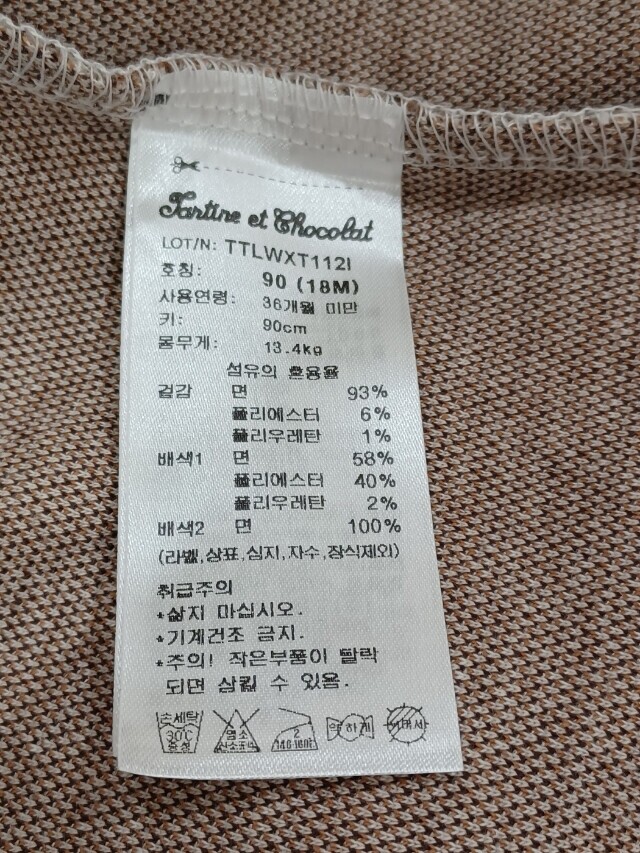 Tartine et Chocolat
LOT/N: TTLWXT112I
호칭: 90 (18M)
사용연령: 36개월 미만
키: 90cm
몸무게: 13.4kg
섬유의 혼용율
겉감 면 93%
폴리에스터 6%
폴리우레탄 1%
배색1 면 58%
폴리에스터 40%
폴리우레탄 2%
배색2 면 100%
(라벨,상표,심지,자수,장식제외)
취급주의
*삶지 마십시오.
*기계건조 금지.
*주의! 작은부품이 탈락
되면 삼킬 수 있음.
손세탁 30℃ 중성
염소
2
약하게